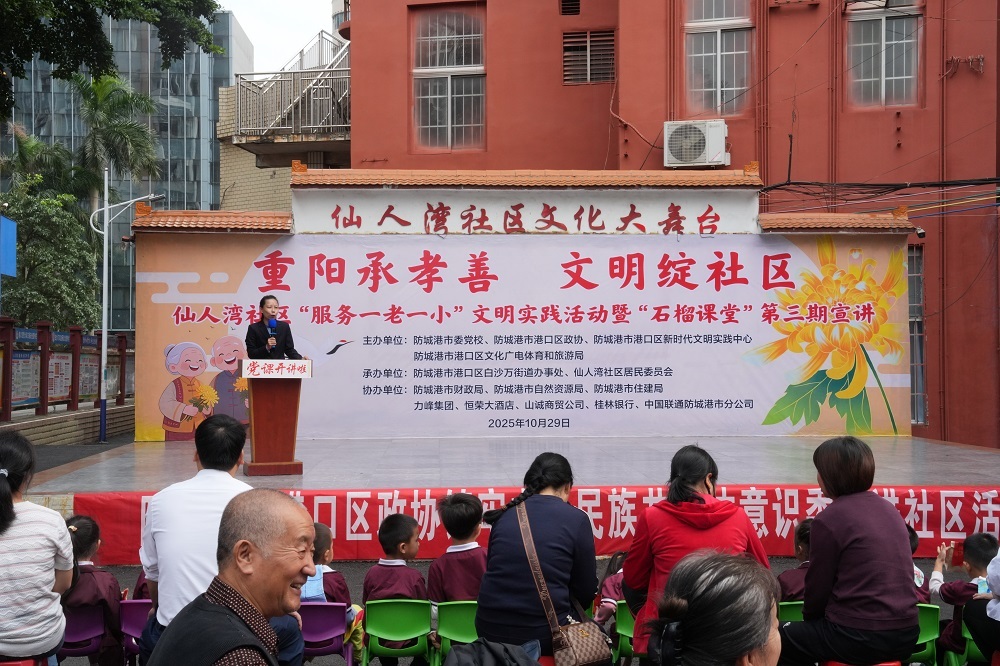 仙人湾社区文化大舞台
重阳承孝善 文明绽社区
仙人湾社区“服务一老一小”文明实践活动暨“石榴课堂”第三期宣讲
主办单位：防城港市委党校、防城港市港口区政协、防城港市港口区新时代文明实践中心
防城港市港口区文化广电体育和旅游局
承办单位：防城港市港口区白沙万街道办事处、仙人湾社区居民委员会
协办单位：防城港市财政局、防城港市自然资源局、防城港市住建局
力峰集团、恒荣大酒店、山诚商贸公司、桂林银行、中国联通防城港市分公司
2025年10月29日
党课开讲啦
口区政协 民族 意识 社区活